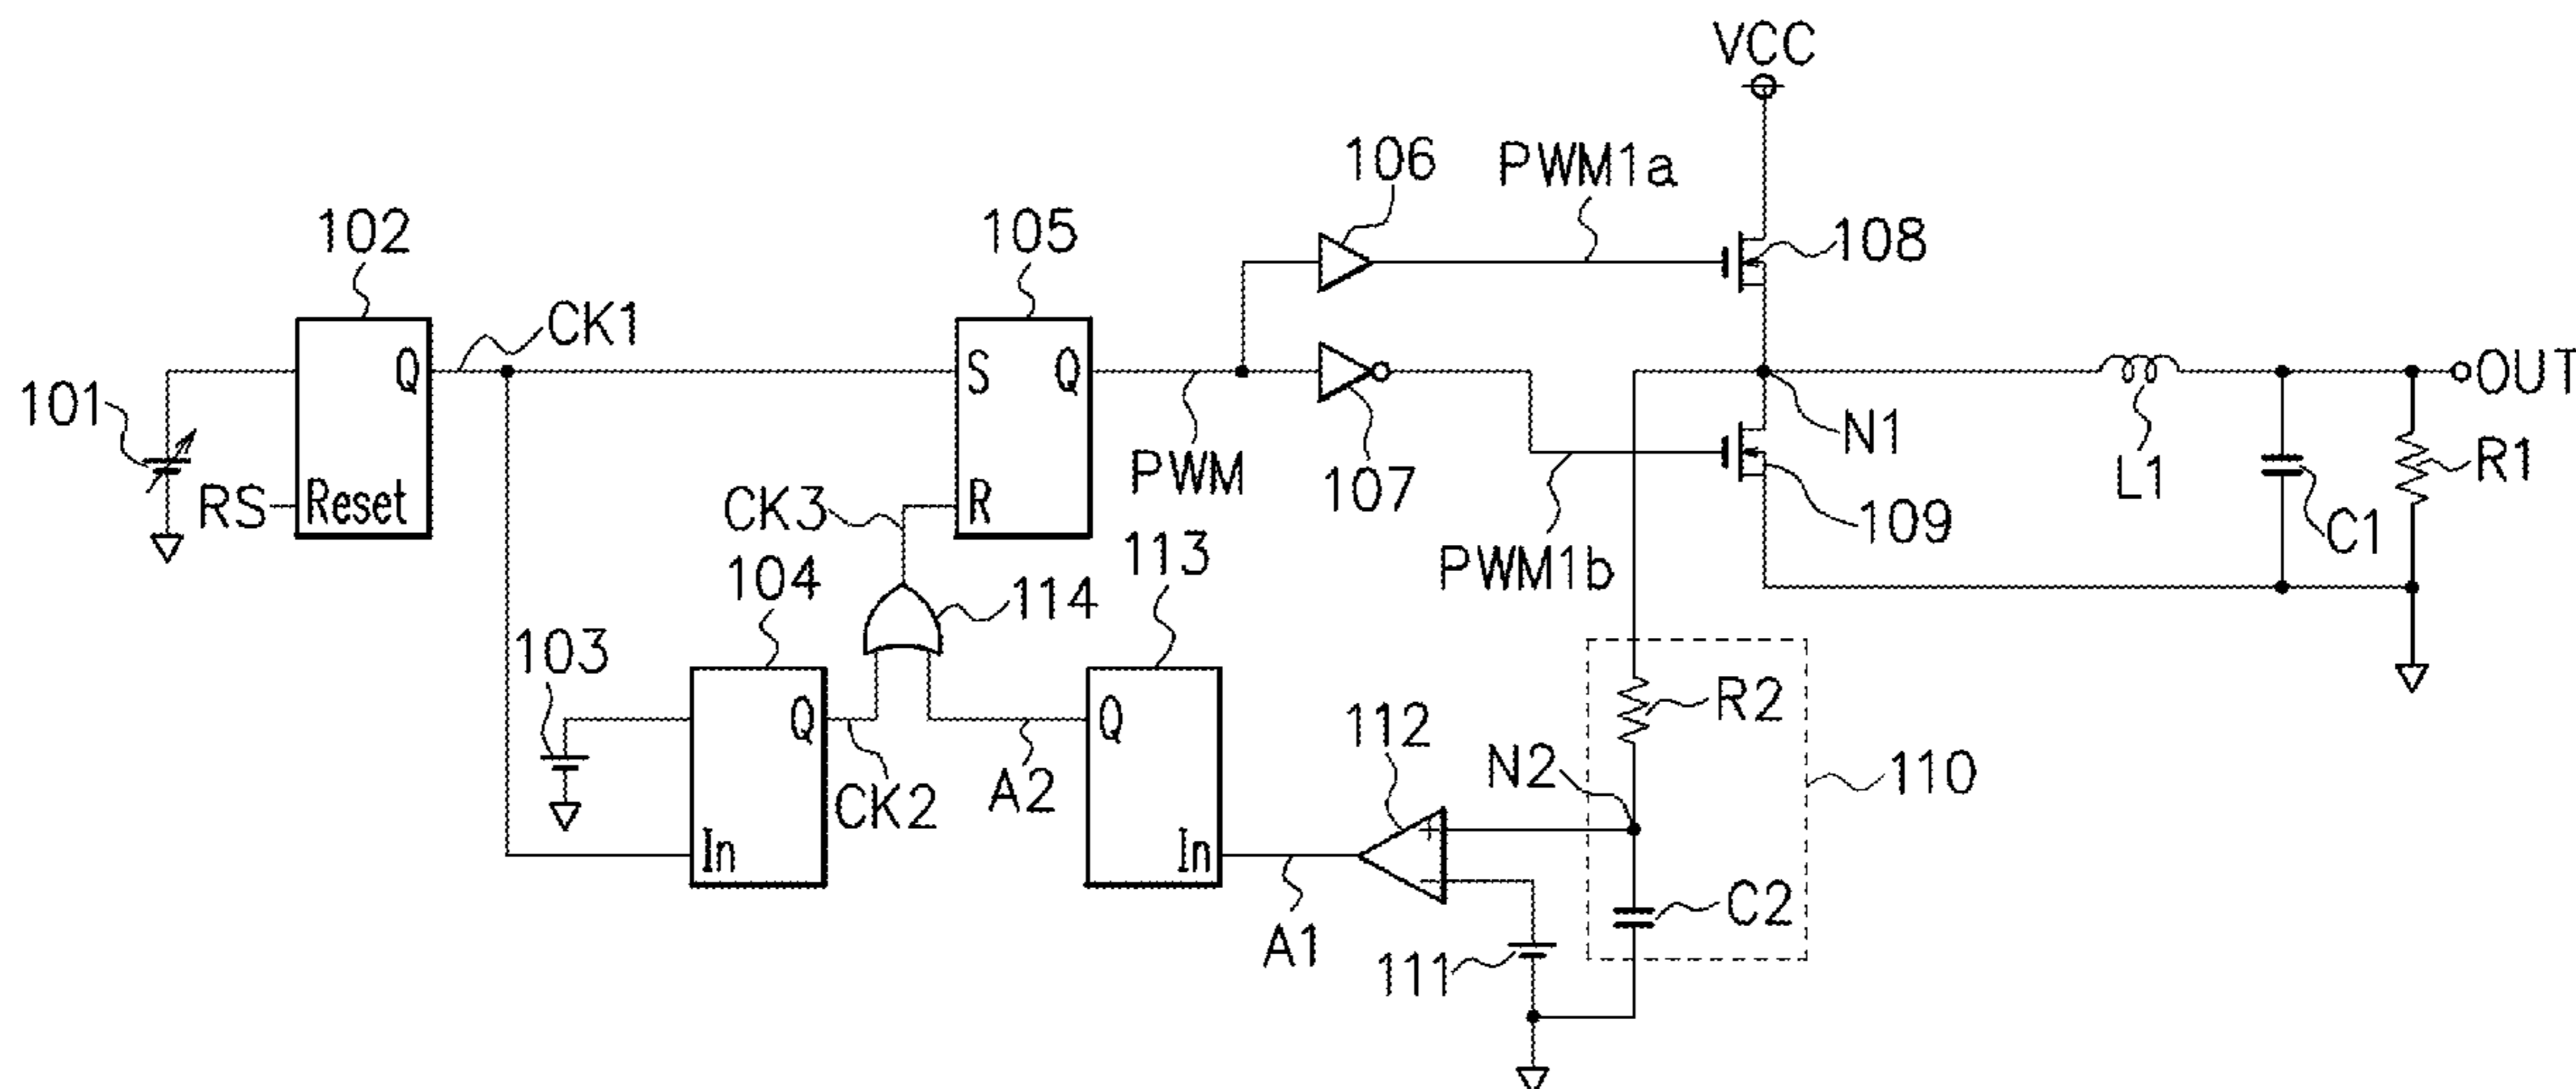 VCC
106
PWM1a
102
105
108
CK1
Q
S
Q
OUT
101
N1
RS
Reset
CK3
R
PWM
107
L1
R1
104
114
113
PWM1b
109
C1
103
Q
Q
112
R2
CK2
A2
N2
110
In
In
+
−
C2
A1
111